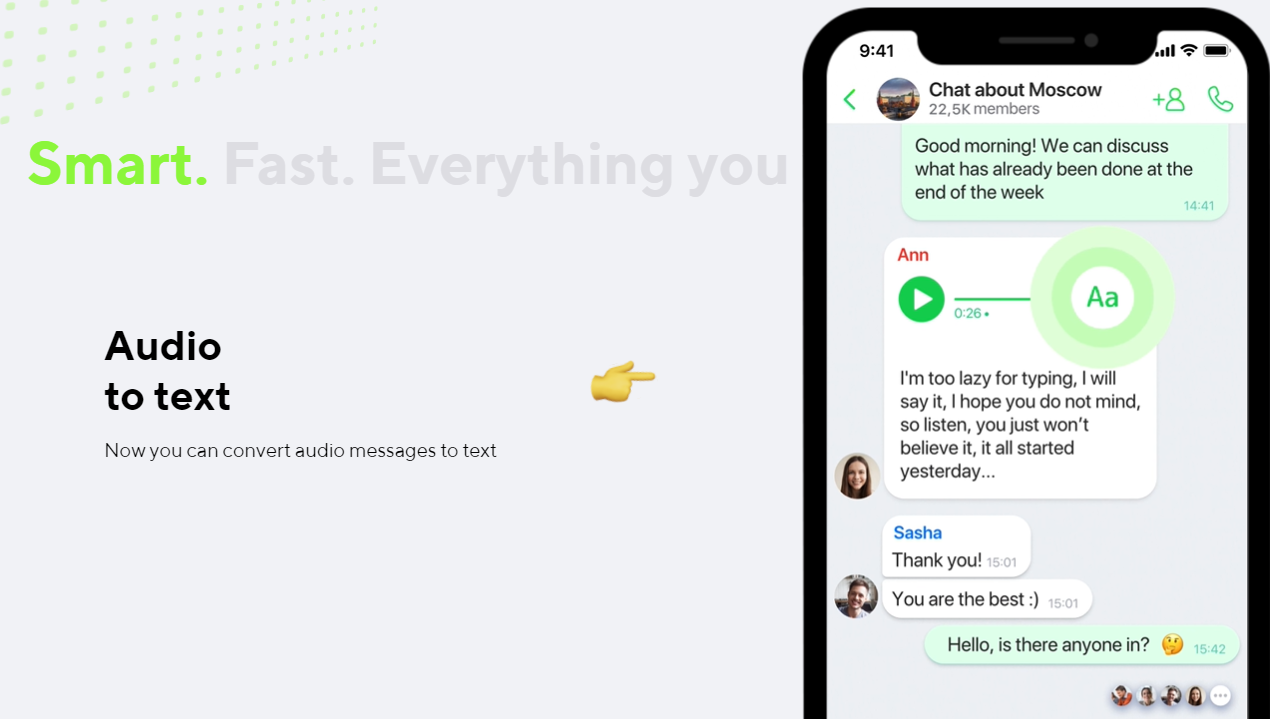 Smart. Fast. Everything you
Audio
to text
Now you can convert audio messages to text
9:41
Chat about Moscow
22,5K members
Good morning! We can discuss
what has already been done at the
end of the week
14:41
Ann
0:26
Aa
I'm too lazy for typing, I will
say it, I hope you do not mind,
so listen, you just won’t
believe it, it all started
yesterday...
Sasha
Thank you! 15:01
You are the best :) 15:01
Hello, is there anyone in? 🤔 15:42